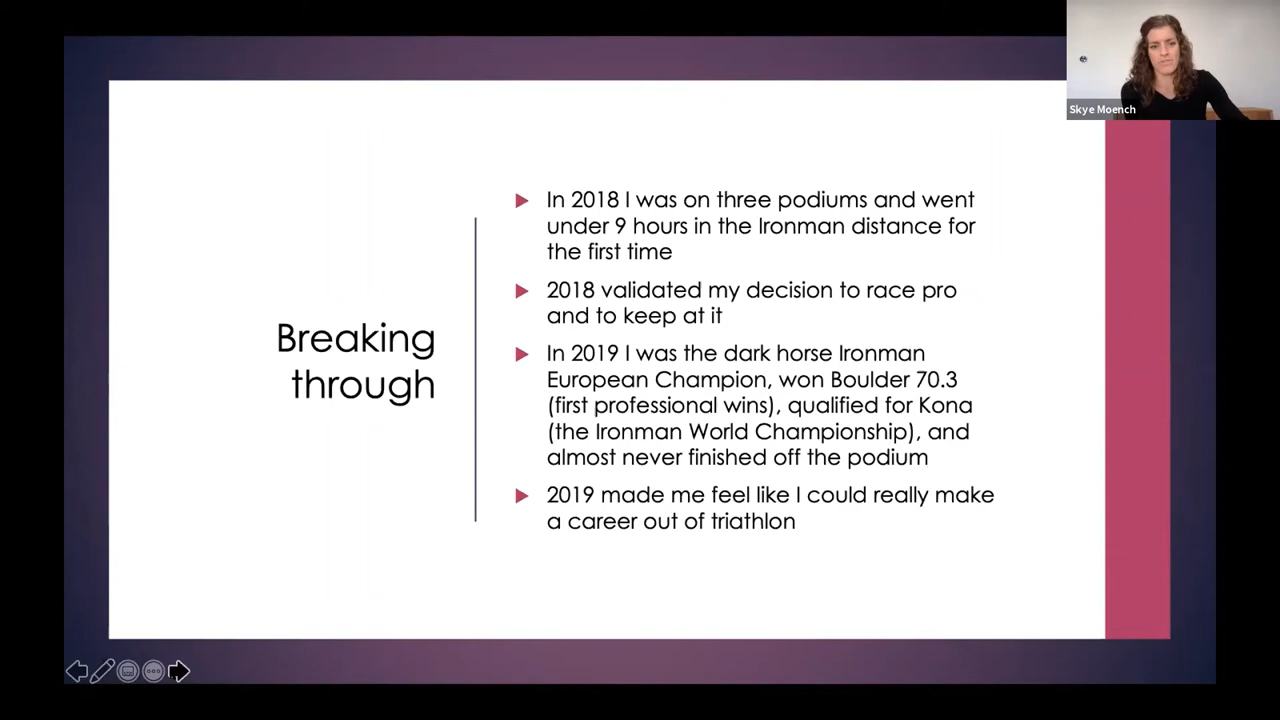 Skye Moench
Breaking
through
In 2018 I was on three podiums and went
under 9 hours in the Ironman distance for
the first time
2018 validated my decision to race pro
and to keep at it
In 2019 I was the dark horse Ironman
European Champion, won Boulder 70.3
(first professional wins), qualified for Kona
(the Ironman World Championship), and
almost never finished off the podium
2019 made me feel like I could really make
a career out of triathlon